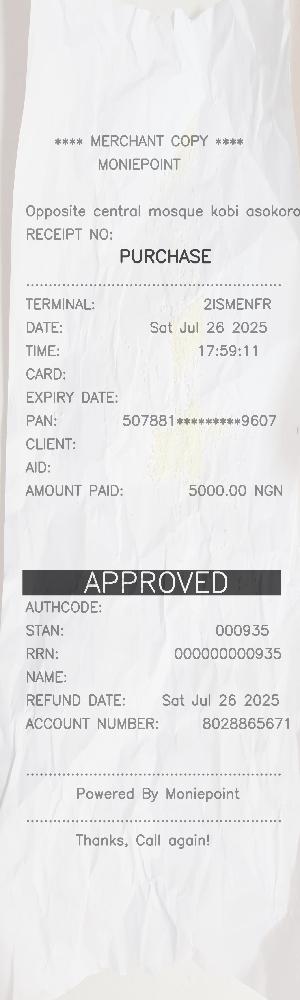 **** MERCHANT COPY ****
MONIEPOINT
Opposite central mosque kobi asokoro
RECEIPT NO:
PURCHASE
TERMINAL: 2ISMENFR
DATE: Sat Jul 26 2025
TIME: 17:59:11
CARD:
EXPIRY DATE:
PAN: 507881*********9607
CLIENT:
AID:
AMOUNT PAID: 5000.00 NGN
APPROVED
AUTHCODE:
STAN: 000935
RRN: 000000000935
NAME:
REFUND DATE: Sat Jul 26 2025
ACCOUNT NUMBER: 8028865671
Powered By Moniepoint
Thanks, Call again!